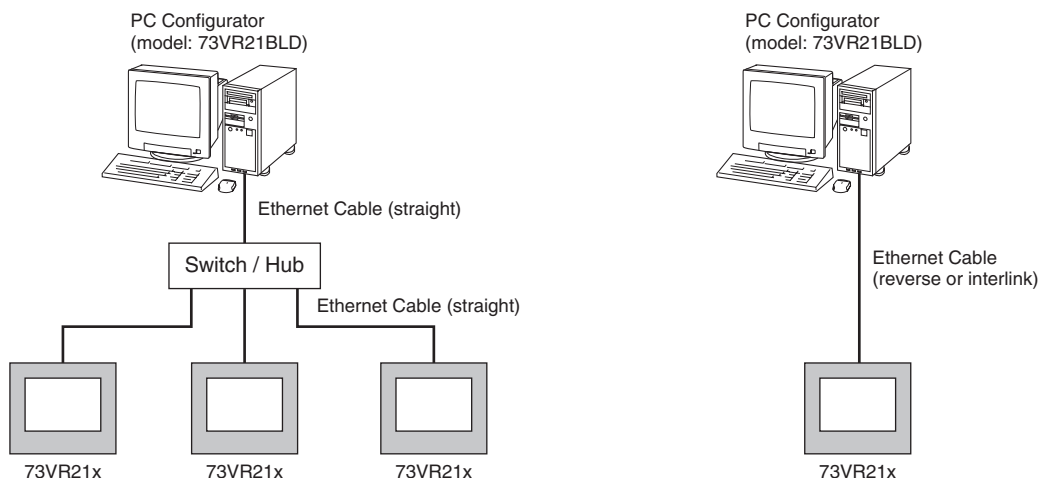 PC Configurator
(model: 73VR21BLD)
Ethernet Cable (straight)
Switch / Hub
Ethernet Cable (straight)
73VR21x
73VR21x
73VR21x
PC Configurator
(model: 73VR21BLD)
Ethernet Cable
(reverse or interlink)
73VR21x